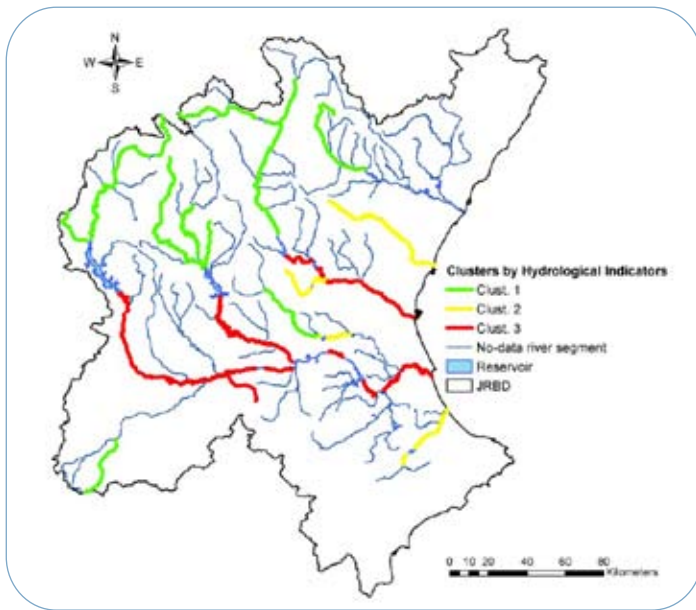 N
W E
S
Clusters by Hydrological Indicators
Clust. 1
Clust. 2
Clust. 3
No-data river segment
Reservoir
JRBD
0 10 20 40 60 80
Kilometers